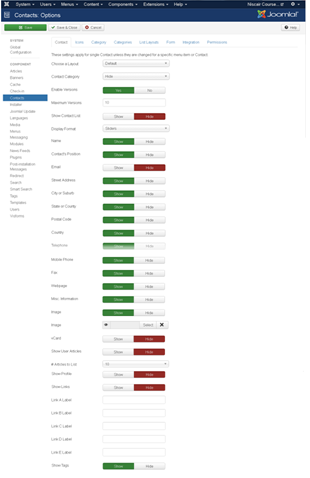 System Users Menus Content Components Extensions Help
Contacts: Options
Joomla!
Save
Save & Close
Cancel
Help
Contact Icons Category Categories List Layouts Form Integration Permissions
SYSTEM
Global
Configuration
COMPONENT
Articles
Banners
Cache
Contacts
Joomla! Update
Languages
Media
Menus
Messaging
Modules
News Feeds
Plugins
Post-installation
Messages
Redirect
Search
Smart Search
Tags
Templates
Users
These settings apply for single Contact unless they are changed for a specific menu item or Contact.
Choose a Layout Default
Contact Category Hide
Enable Versions Yes No
Maximum Versions
Show Contact List Show Hide
Display Format Sliders
Name Show Hide
Contact's Position Show Hide
Email Show Hide
Street Address Show Hide
City or Suburb Show Hide
State or County Show Hide
Postal Code Show Hide
Country Show Hide
Telephone Show Hide
Mobile Phone Show Hide
Fax Show Hide
Webpage Show Hide
Misc. Information Show Hide
Image Show Hide
Image Select
vCard Show Hide
Show User Articles Show Hide
# Articles to List
Show Profile Show Hide
Show Links Show Hide
Link A Label
Link B Label
Link C Label
Link D Label
Link E Label
Show Tags Show Hide